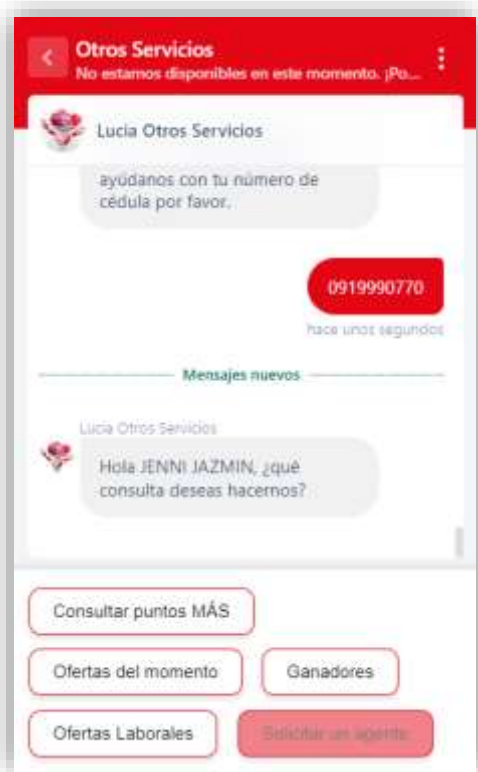 Otros Servicios
No estamos disponibles en este momento. ¡Po...
Lucia Otros Servicios
ayúdanos con tu número de
cédula por favor.
0919990770
hace unos segundos
Mensajes nuevos
Lucia Otros Servicios
Hola JENNI JAZMIN, ¿qué
consulta deseas hacernos?
Consultar puntos MÁS
Ofertas del momento
Ganadores
Ofertas Laborales
Solicitar un agente